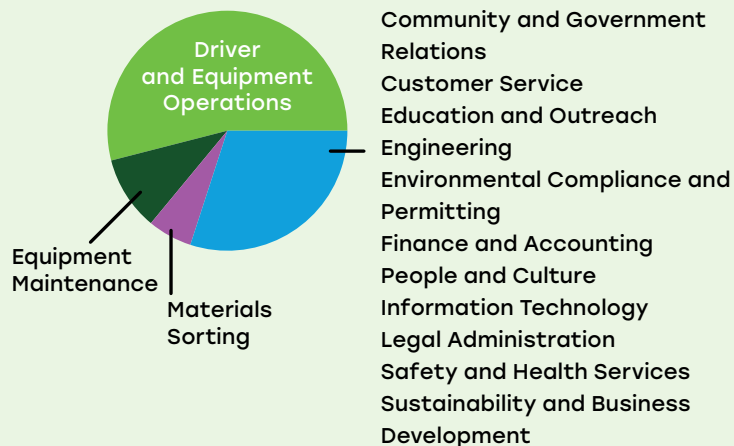 Driver
and Equipment
Operations
Equipment
Maintenance
Materials
Sorting
Community and Government
Relations
Customer Service
Education and Outreach
Engineering
Environmental Compliance and
Permitting
Finance and Accounting
People and Culture
Information Technology
Legal Administration
Safety and Health Services
Sustainability and Business
Development